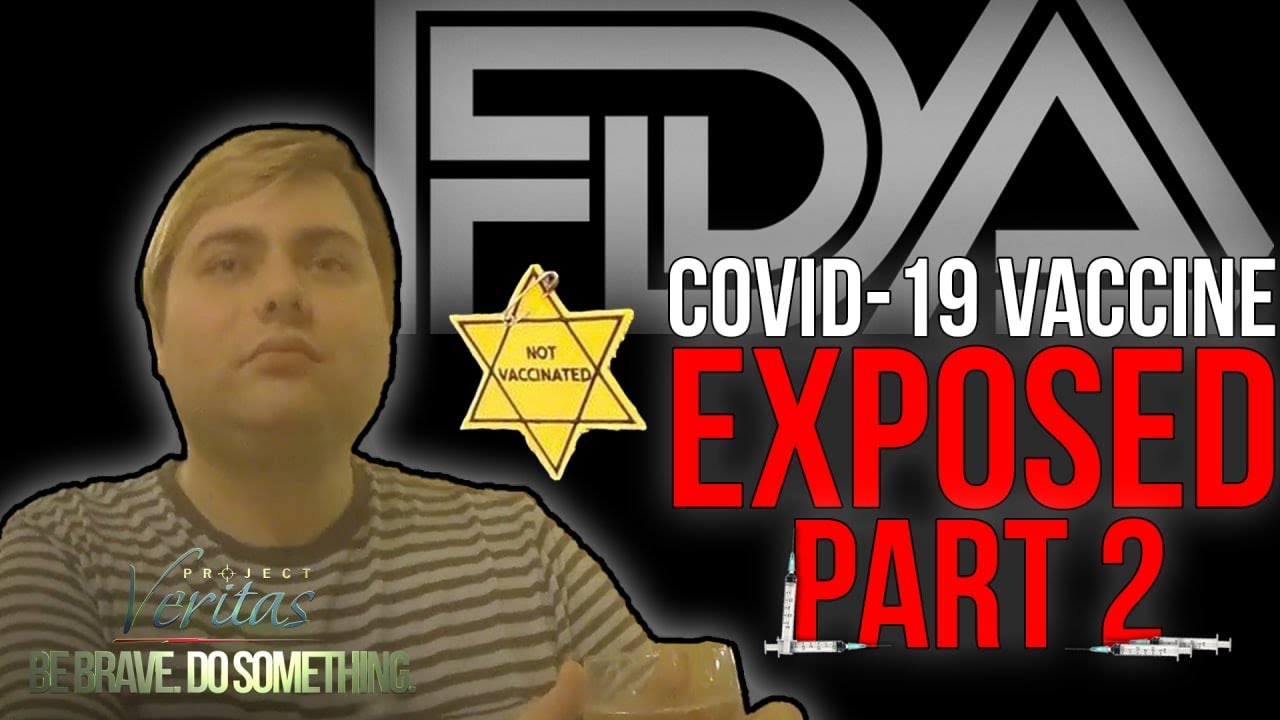 FDA
COVID-19 VACCINE
EXPOSED
PART 2
NOT
VACCINATED
PROJECT
Veritas
BE BRAVE. DO SOMETHING.